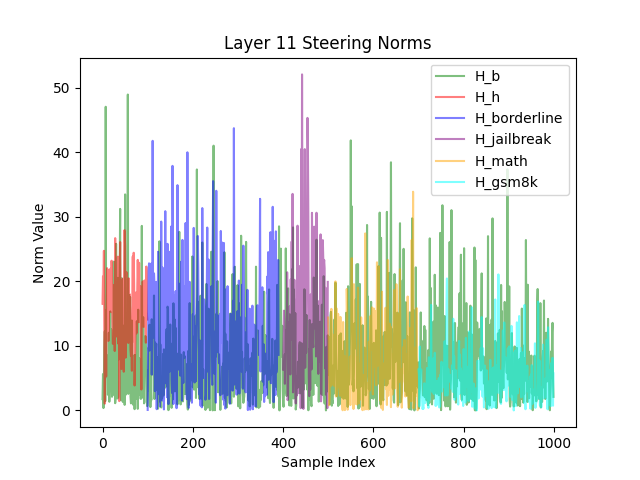 Layer 11 Steering Norms
H_b
H_h
H_borderline
H_jailbreak
H_math
H_gsm8k
Norm Value
50
40
30
20
10
0
0
200
400
600
800
1000
Sample Index